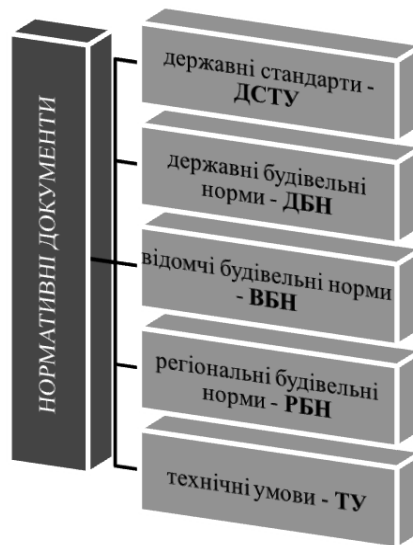 НОРМАТИВНІ ДОКУМЕНТИ
державні стандарти -
ДСТУ
державні будівельні
норми - ДБН
відомчі будівельні норми
- ВБН
регіональні будівельні
норми - РБН
технічні умови - ТУ